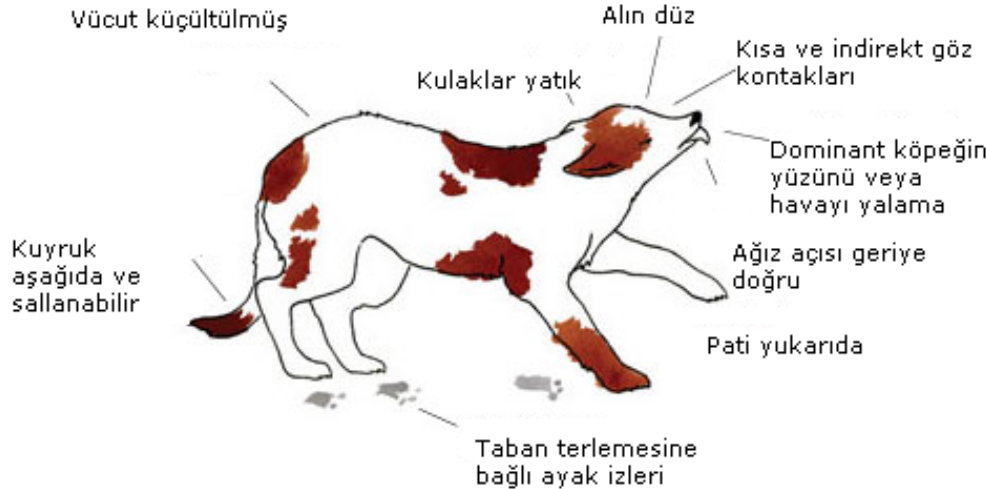 Vücut küçültülmüş
Alın düz
Kısa ve indirekt göz
kontakları
Kulaklar yatık
Dominant köpeğin
yüzünü veya
havayı yalama
Kuyruk
aşağıda ve
sallanabilir
Ağız açısı geriye
doğru
Pati yukarıda
Taban terlemesine
bağlı ayak izleri